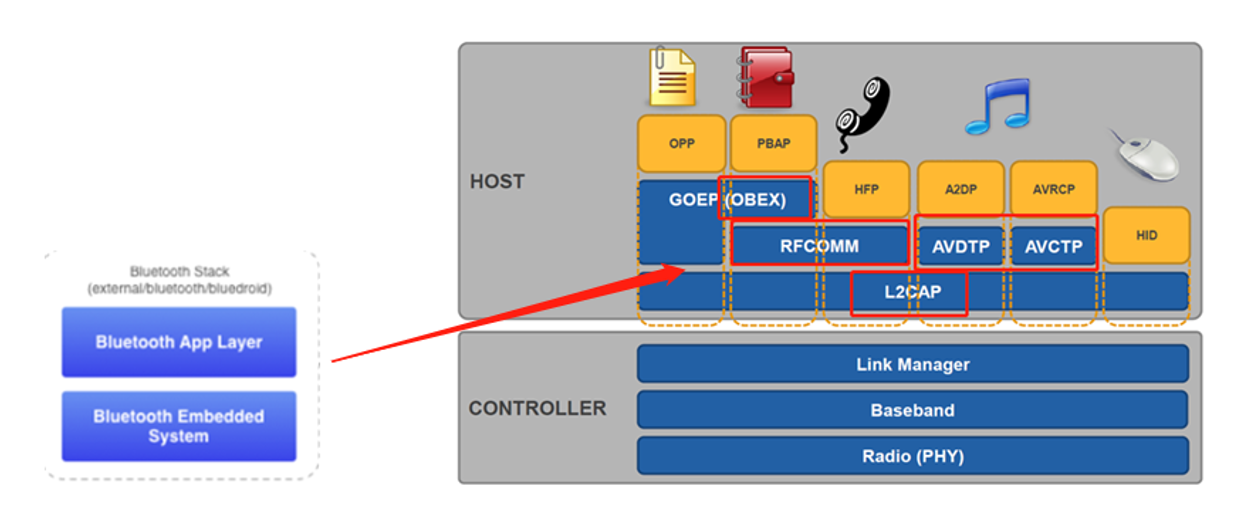 Bluetooth Stack
(external/bluetooth/bluedroid)
Bluetooth App Layer
Bluetooth Embedded
System
HOST
OPP
PBAP
HFP
A2DP
AVRCP
HID
GOEP (OBEX)
RFCOMM
AVDTP
AVCTP
L2CAP
CONTROLLER
Link Manager
Baseband
Radio (PHY)